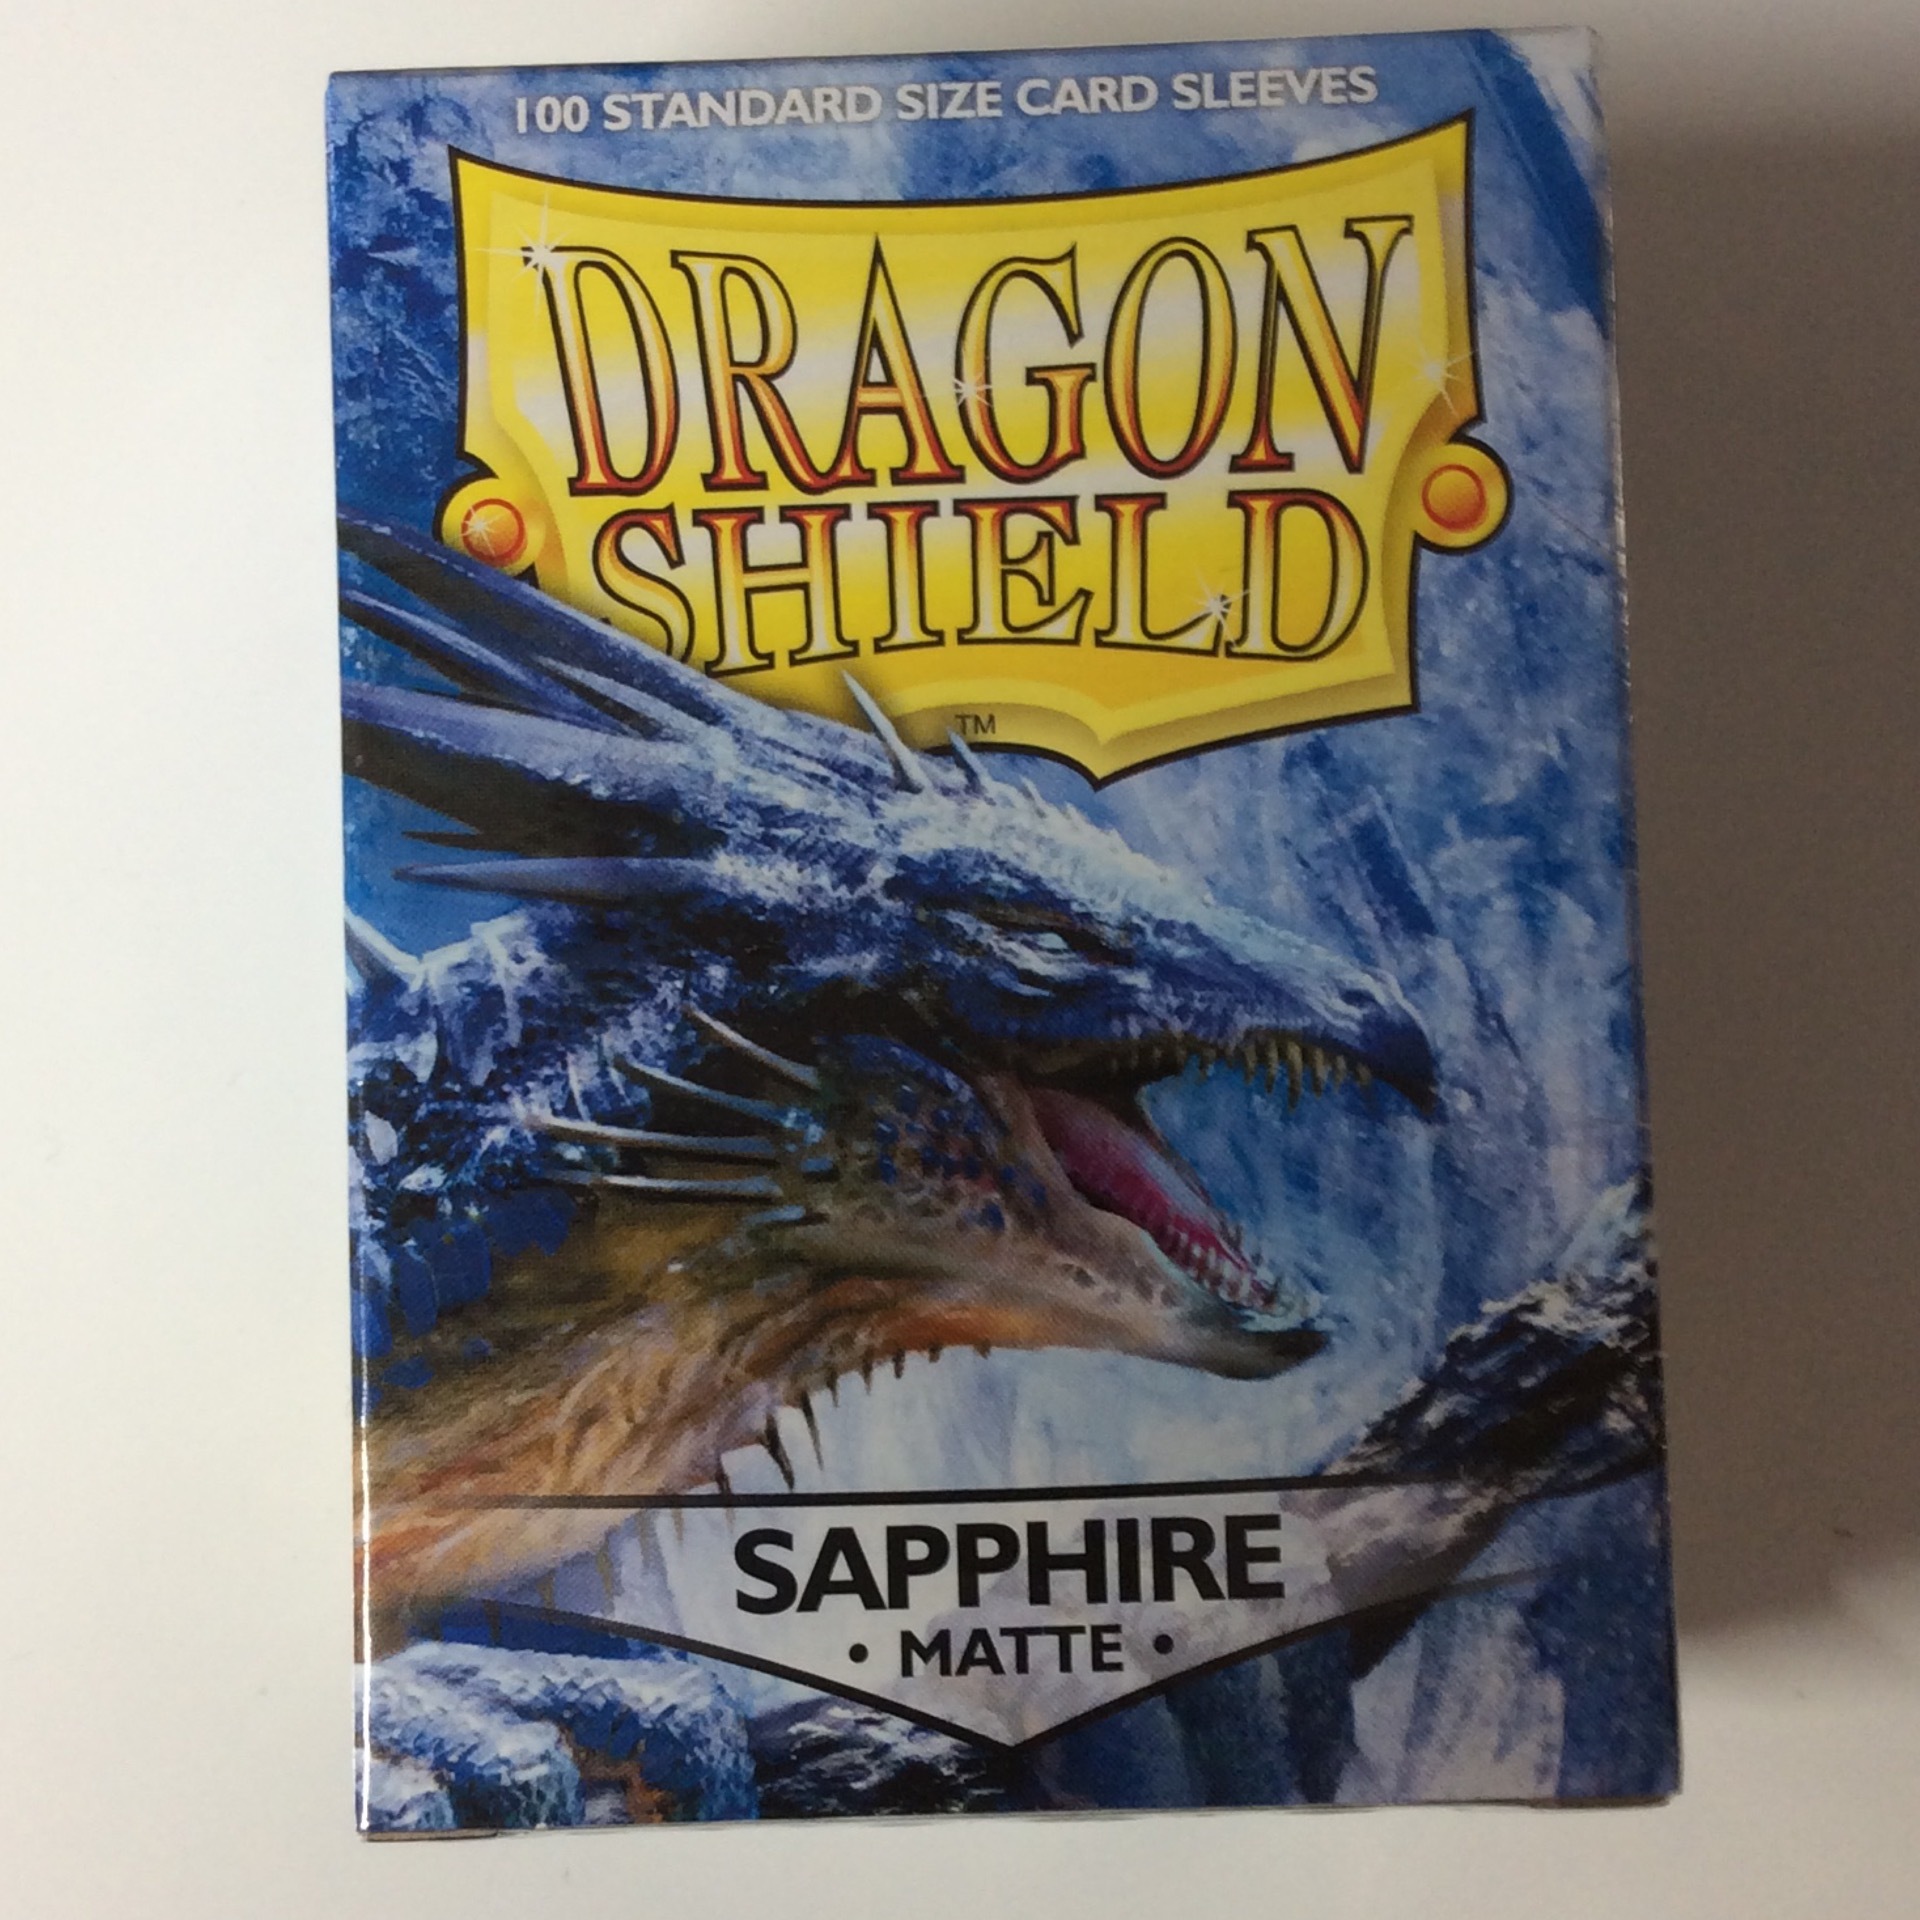 100 STANDARD SIZE CARD SLEEVES
DRAGON
SHIELD
TM
SAPPHIRE
• MATTE •